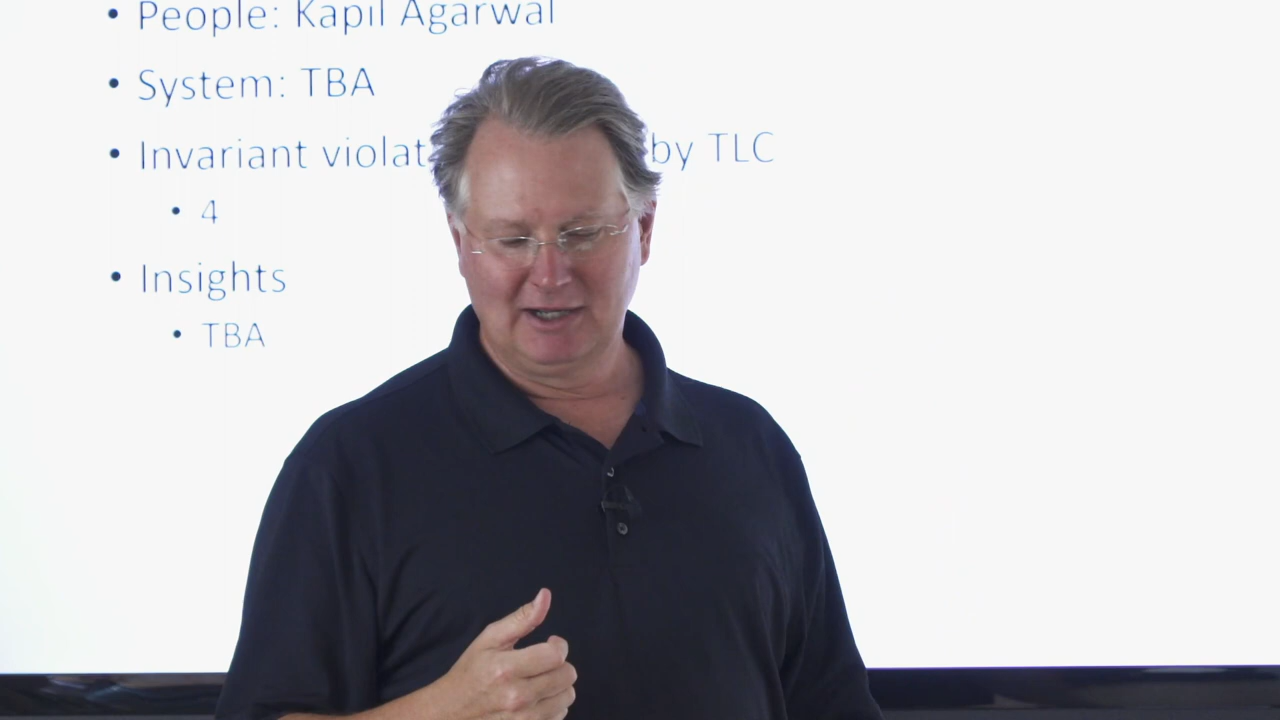 • People: Kapil Agarwal
• System: TBA
• Invariant violat by TLC
• 4
• Insights
• TBA